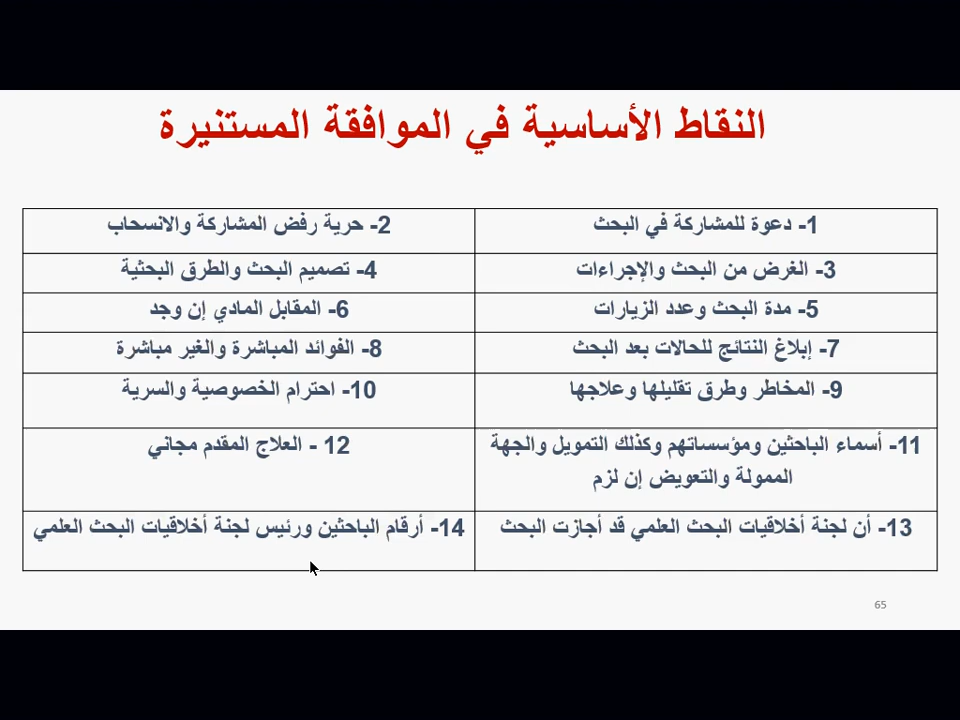 النقاط الأساسية في الموافقة المستنيرة
1- دعوة للمشاركة في البحث
2- حرية رفض المشاركة والانسحاب
3- الغرض من البحث والإجراءات
4- تصميم البحث والطرق البحثية
5- مدة البحث وعدد الزيارات
6- المقابل المادي إن وجد
7- إبلاغ النتائج للحالات بعد البحث
8- الفوائد المباشرة والغير مباشرة
9- المخاطر وطرق تقليلها وعلاجها
10- احترام الخصوصية والسرية
11- أسماء الباحثين ومؤسساتهم وكذلك التمويل والجهة
الممولة والتعويض إن لزم
12 - العلاج المقدم مجاني
13- أن لجنة أخلاقيات البحث العلمي قد أجازت البحث
14- أرقام الباحثين ورئيس لجنة أخلاقيات البحث العلمي
65